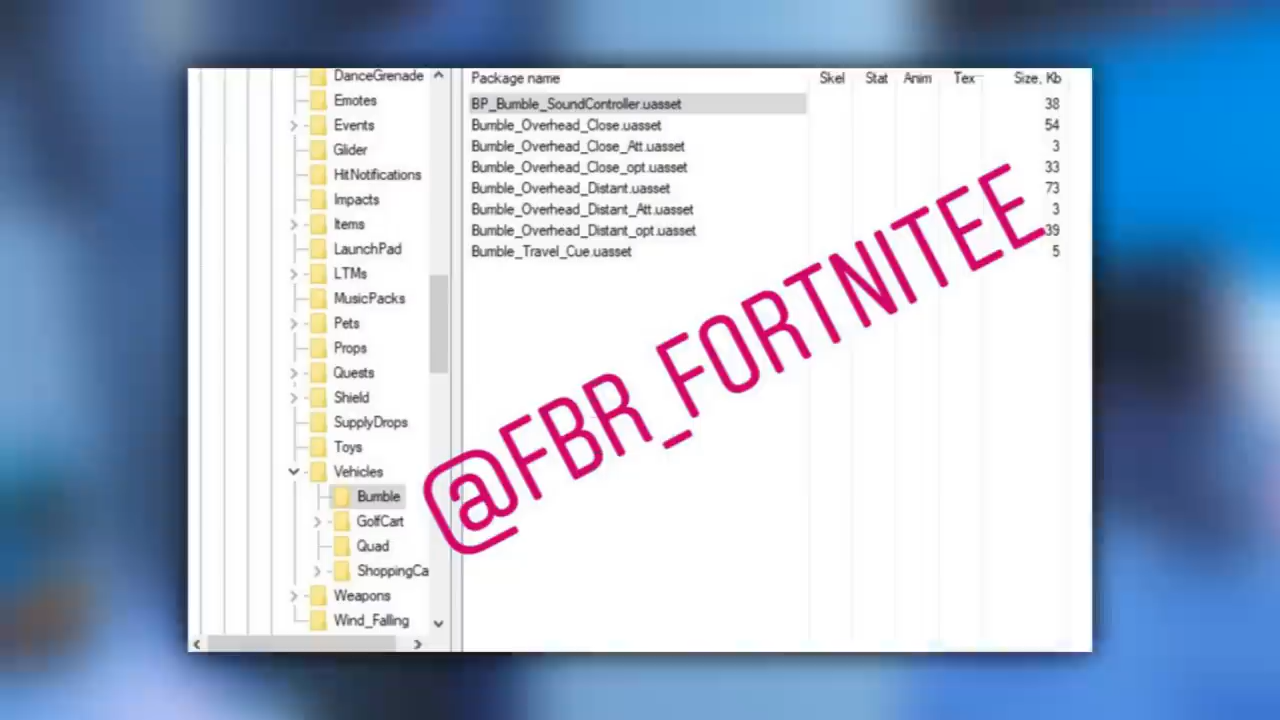 DanceGrenade
Emotes
Events
Glider
HitNotifications
Impacts
Items
LaunchPad
LTMs
MusicPacks
Pets
Props
Quests
Shield
SupplyDrops
Toys
Vehicles
Bumble
GolfCart
Quad
ShoppingCa
Weapons
Wind_Falling
Package name Skel Stat Anim Tex Size, Kb
BP_Bumble_SoundController.uasset 38
Bumble_Overhead_Close.uasset 54
Bumble_Overhead_Close_Att.uasset 3
Bumble_Overhead_Close_opt.uasset 33
Bumble_Overhead_Distant.uasset 73
Bumble_Overhead_Distant_Att.uasset 3
Bumble_Overhead_Distant_opt.uasset 39
Bumble_Travel_Cue.uasset 5
@FBR_FORTNITEE